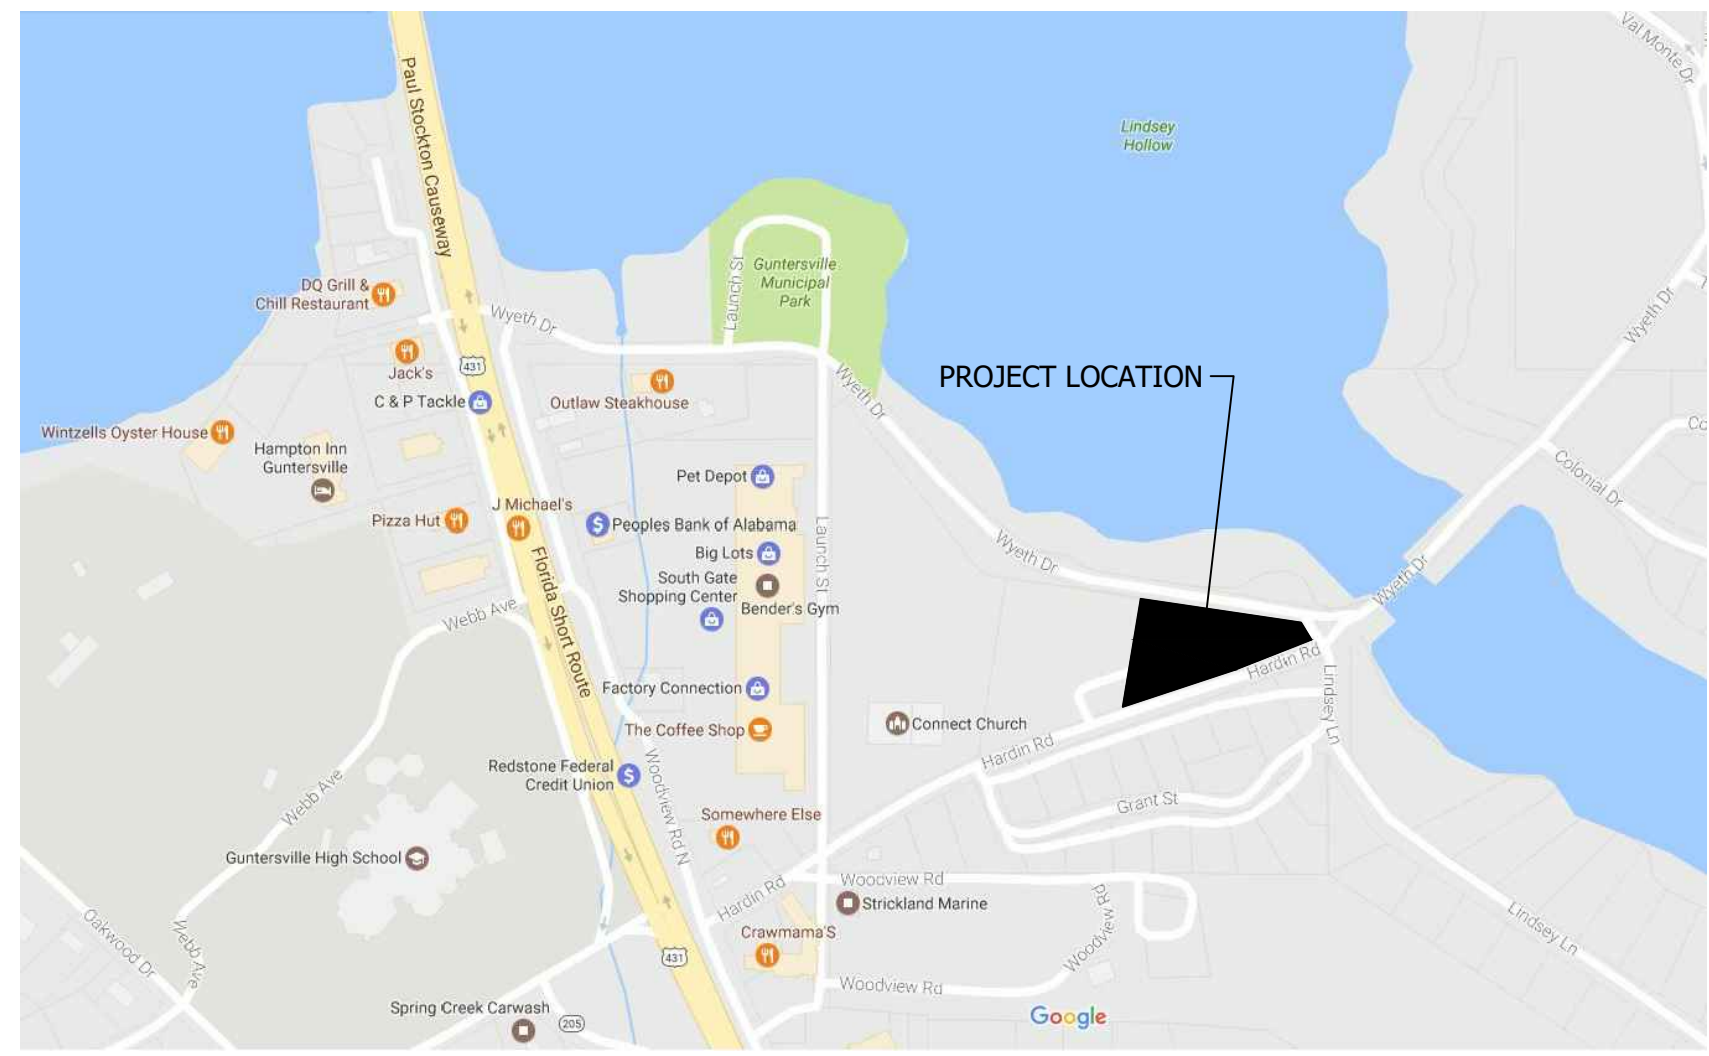 Val Monte Dr
Paul Stockton Causeway
Lindsey
Hollow
Guntersville
Municipal
Park
Launch St
DQ Grill &
Chill Restaurant
Wyeth Dr
Wyeth Dr
431
Jack's
PROJECT LOCATION
C & P Tackle
Outlaw Steakhouse
Wyeth Dr
Wintzells Oyster House
Hampton Inn
Guntersville
Colonial Dr
Pet Depot
J Michael's
Pizza Hut
Peoples Bank of Alabama
Launch St
Big Lots
Wyeth Dr
South Gate
Shopping Center
Bender's Gym
Florida Short Route
Wyeth Dr
Webb Ave
Hardin Rd
Factory Connection
Lindsey Ln
Connect Church
The Coffee Shop
Hardin Rd
Redstone Federal
Credit Union
Woodview Rd N
Webb Ave
Grant St
Somewhere Else
Guntersville High School
Woodview Rd
Hardin Rd
Strickland Marine
Woodview Rd
Lindsey Ln
Oakwood Dr
Webb Ave
Crawmama'S
431
Woodview Rd
Spring Creek Carwash
205
Google